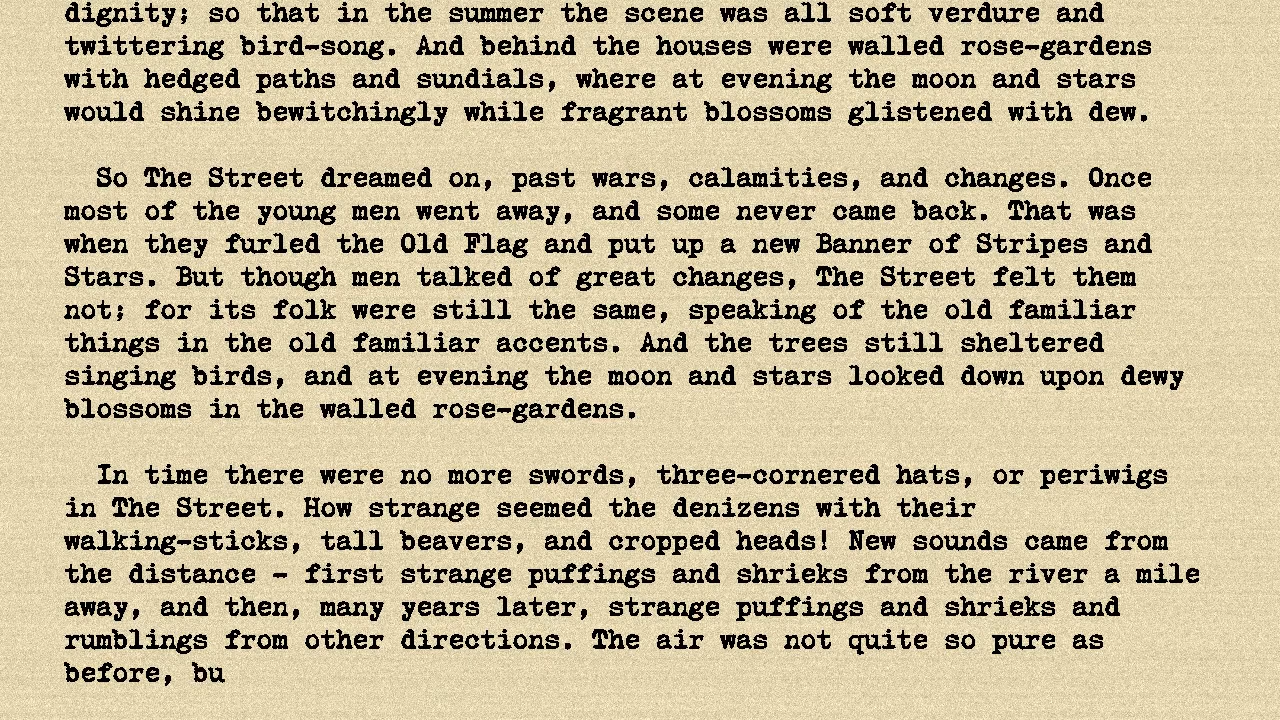 dignity; so that in the summer the scene was all soft verdure and
twittering bird-song. And behind the houses were walled rose-gardens
with hedged paths and sundials, where at evening the moon and stars
would shine bewitchingly while fragrant blossoms glistened with dew.
So The Street dreamed on, past wars, calamities, and changes. Once
most of the young men went away, and some never came back. That was
when they furled the Old Flag and put up a new Banner of Stripes and
Stars. But though men talked of great changes, The Street felt them
not; for its folk were still the same, speaking of the old familiar
things in the old familiar accents. And the trees still sheltered
singing birds, and at evening the moon and stars looked down upon dewy
blossoms in the walled rose-gardens.
In time there were no more swords, three-cornered hats, or periwigs
in The Street. How strange seemed the denizens with their
walking-sticks, tall beavers, and cropped heads! New sounds came from
the distance – first strange puffings and shrieks from the river a mile
away, and then, many years later, strange puffings and shrieks and
rumblings from other directions. The air was not quite so pure as
before, bu